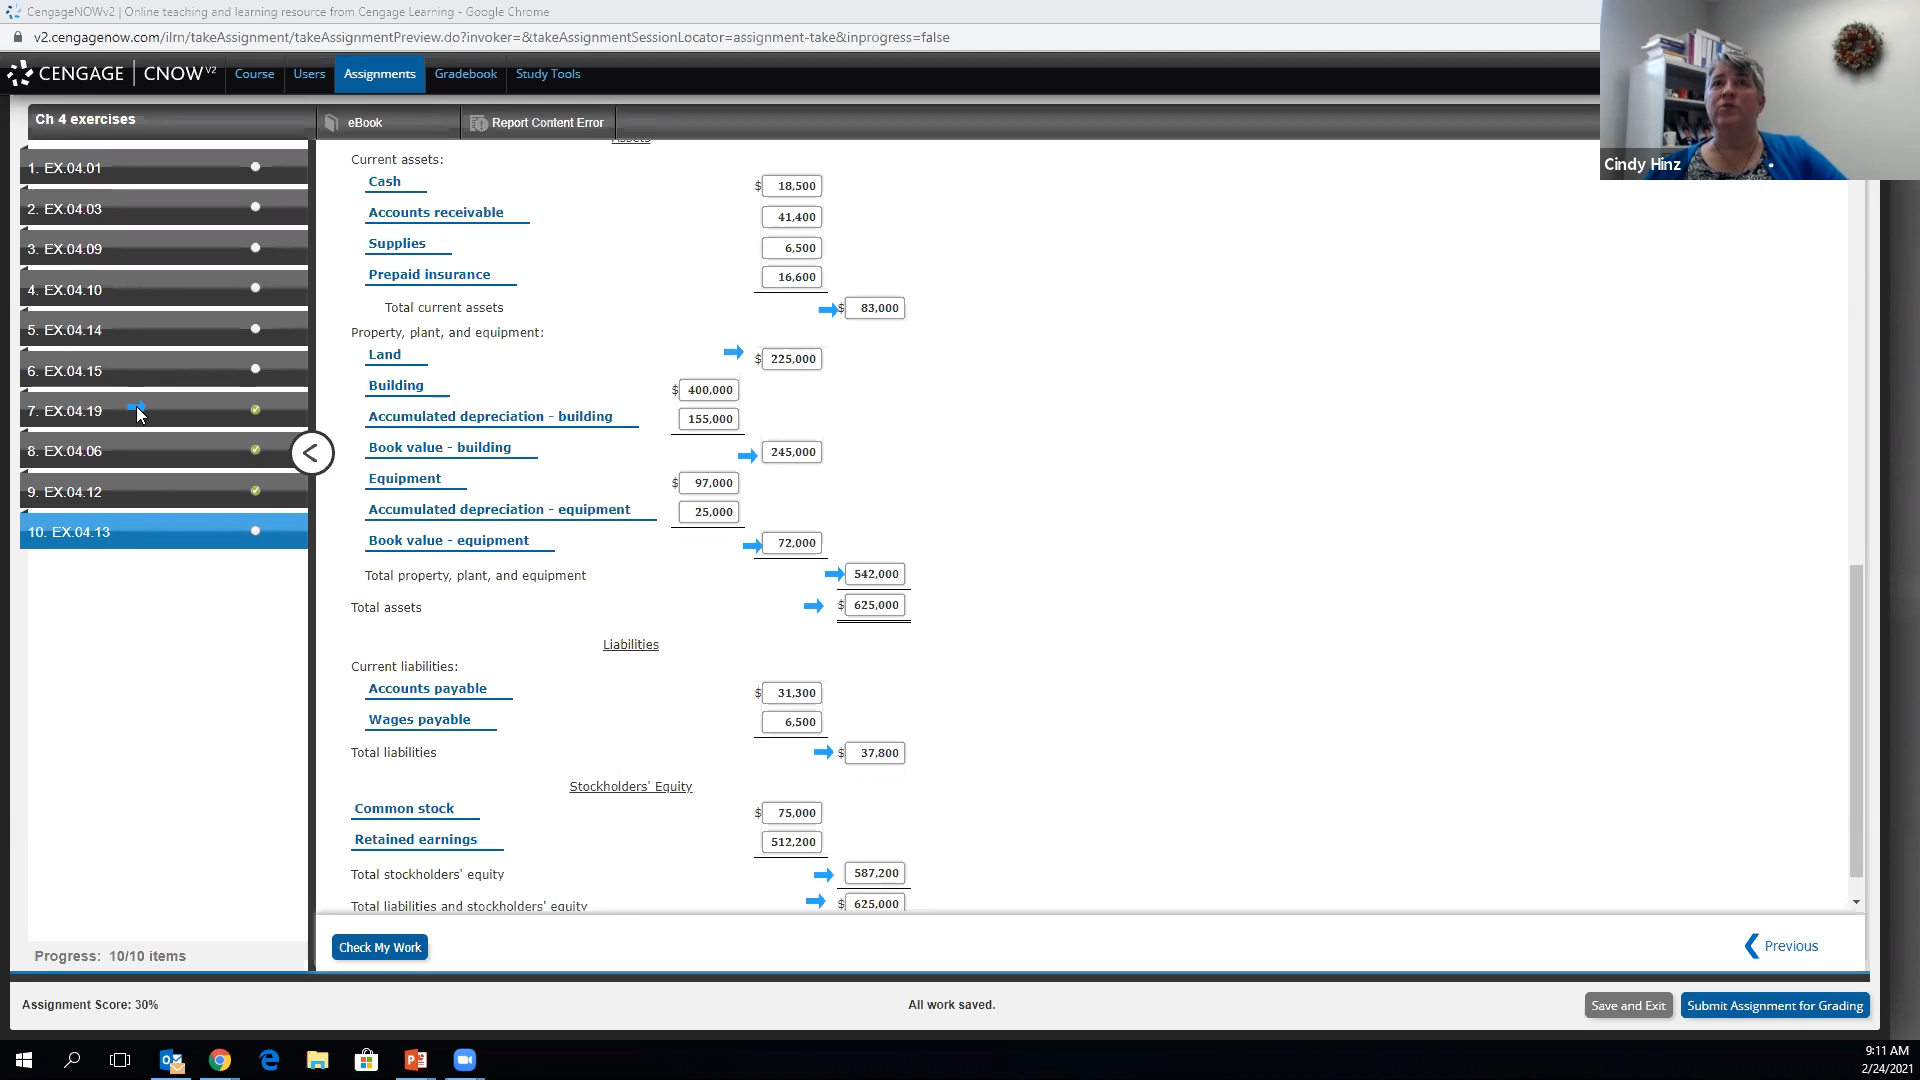 CengageNOWv2 | Online teaching and learning resource from Cengage Learning - Google Chrome
v2.cengagenow.com/ilrn/takeAssignment/takeAssignmentPreview.do?invoker=&takeAssignmentSessionLocator=assignment-take&inprogress=false
CENGAGE | CNOWv2 Course Users Assignments Gradebook Study Tools
Cindy Hinz
Ch 4 exercises
eBook Report Content Error
1. EX.04.01
2. EX.04.03
3. EX.04.09
4. EX.04.10
5. EX.04.14
6. EX.04.15
7. EX.04.19
8. EX.04.06
9. EX.04.12
10. EX.04.13
Progress: 10/10 items
Assets
Current assets:
Cash $ 18,500
Accounts receivable 41,400
Supplies 6,500
Prepaid insurance 16,600
Total current assets $ 83,000
Property, plant, and equipment:
Land $ 225,000
Building $ 400,000
Accumulated depreciation - building 155,000
Book value - building 245,000
Equipment $ 97,000
Accumulated depreciation - equipment 25,000
Book value - equipment 72,000
Total property, plant, and equipment 542,000
Total assets $ 625,000
Liabilities
Current liabilities:
Accounts payable $ 31,300
Wages payable 6,500
Total liabilities $ 37,800
Stockholders' Equity
Common stock $ 75,000
Retained earnings 512,200
Total stockholders' equity 587,200
Total liabilities and stockholders' equity $ 625,000
Check My Work
Previous
Assignment Score: 30%
All work saved.
Save and Exit
Submit Assignment for Grading
9:11 AM
2/24/2021